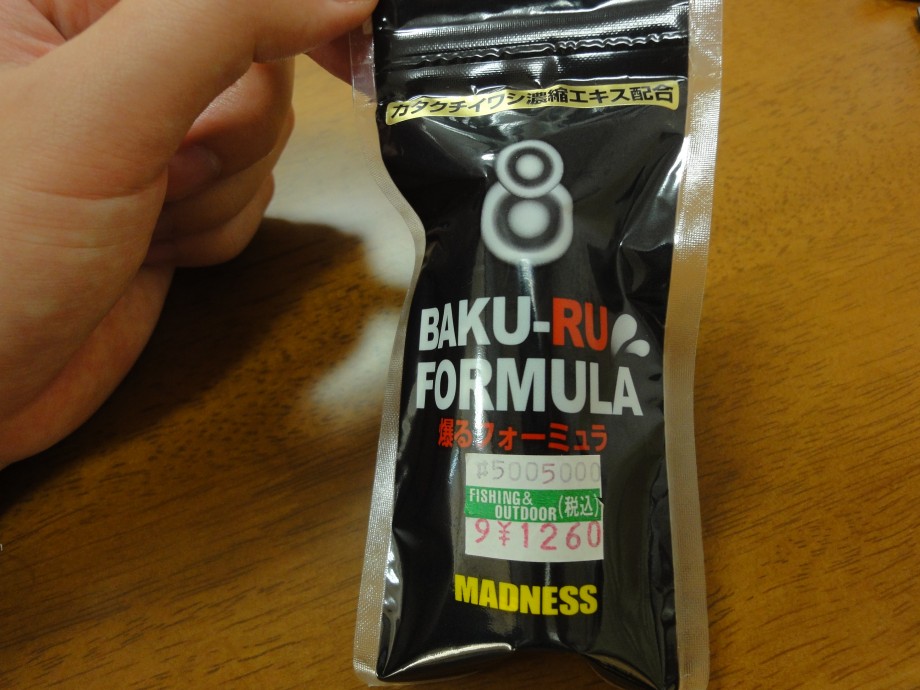 カタクチイワシ濃縮エキス配合
8
BAKU-RU
FORMULA
爆るフォーミュラ
#5005000
FISHING &
OUTDOOR (税込)
9¥1260
MADNESS